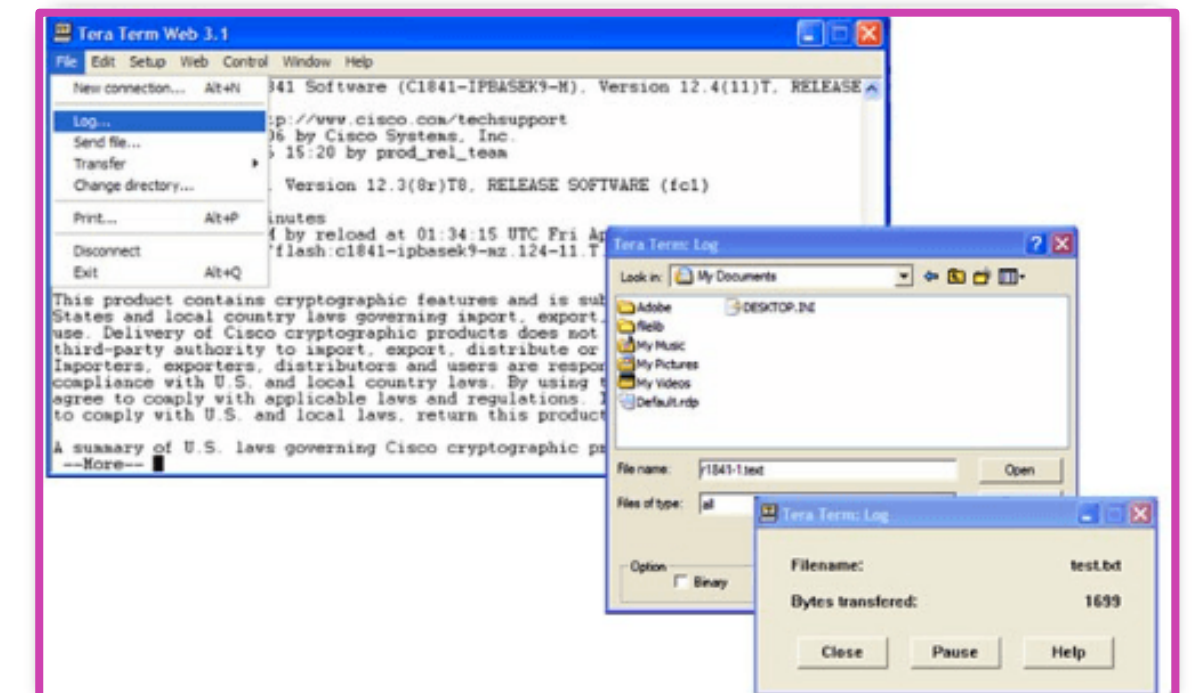 Tera Term Web 3.1
File Edit Setup Web Control Window Help
New connection... Alt+N
Log...
Send file...
Transfer
Change directory...
Print... Alt+P
Disconnect
Exit Alt+Q
841 Software (C1841-IPBASEK9-M), Version 12.4(11)T, RELEASE
tp://www.cisco.com/techsupport
06 by Cisco Systems, Inc.
15:20 by prod_rel_team
, Version 12.3(8r)T8, RELEASE SOFTWARE (fc1)
inutes
by reload at 01:34:15 UTC Fri Ap
flash:c1841-ipbasek9-mz.124-11.T
This product contains cryptographic features and is sub
States and local country laws governing import, export,
use. Delivery of Cisco cryptographic products does not
third-party authority to import, export, distribute or
Importers, exporters, distributors and users are respon
compliance with U.S. and local country laws. By using t
agree to comply with applicable laws and regulations. I
to comply with U.S. and local laws, return this product
A summary of U.S. laws governing Cisco cryptographic pr
--More--
Tera Term: Log
Look in: My Documents
Adobe DESKTOP.INI
filelib
My Music
My Pictures
My Videos
Default.rdp
File name: r1841-1.text Open
Files of type: all
Option
Binary
Tera Term: Log
Filename: test.txt
Bytes transfered: 1699
Close Pause Help